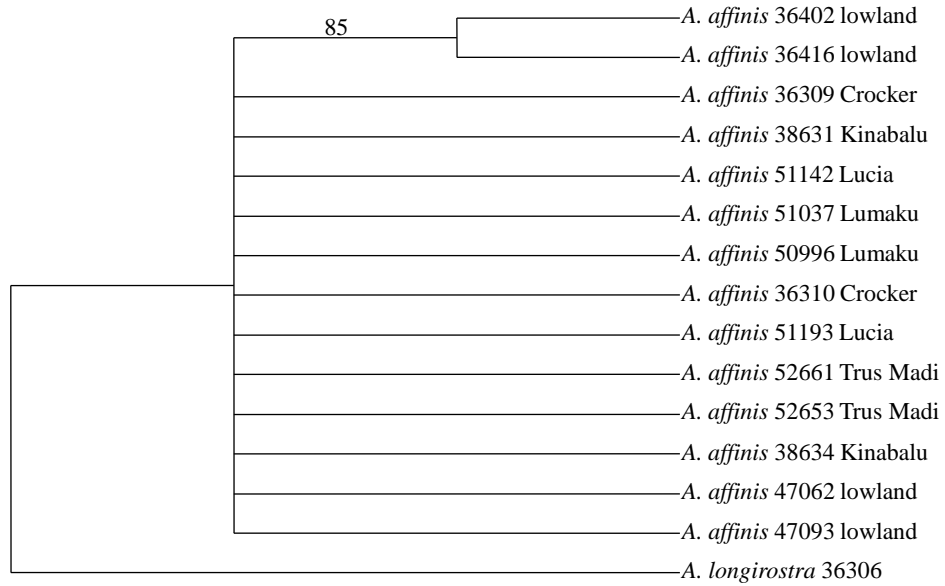 A. affinis 36402 lowland
85
A. affinis 36416 lowland
A. affinis 36309 Crocker
A. affinis 38631 Kinabalu
A. affinis 51142 Lucia
A. affinis 51037 Lumaku
A. affinis 50996 Lumaku
A. affinis 36310 Crocker
A. affinis 51193 Lucia
A. affinis 52661 Trus Madi
A. affinis 52653 Trus Madi
A. affinis 38634 Kinabalu
A. affinis 47062 lowland
A. affinis 47093 lowland
A. longirostra 36306